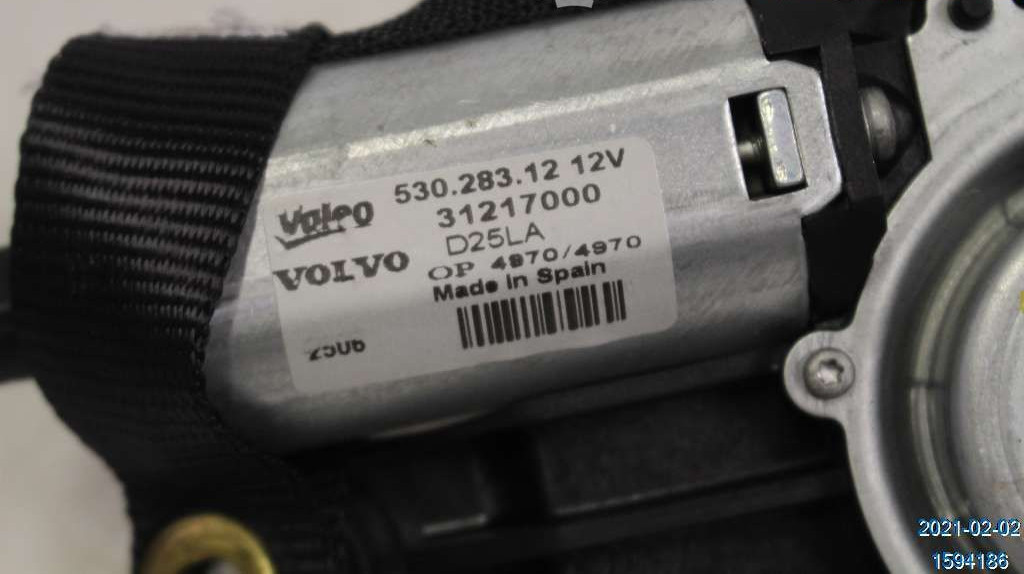 Valeo 530.283.12 12V
31217000
VOLVO D25LA
OP 4970/4970
Made In Spain
2506
2021-02-02
1594186